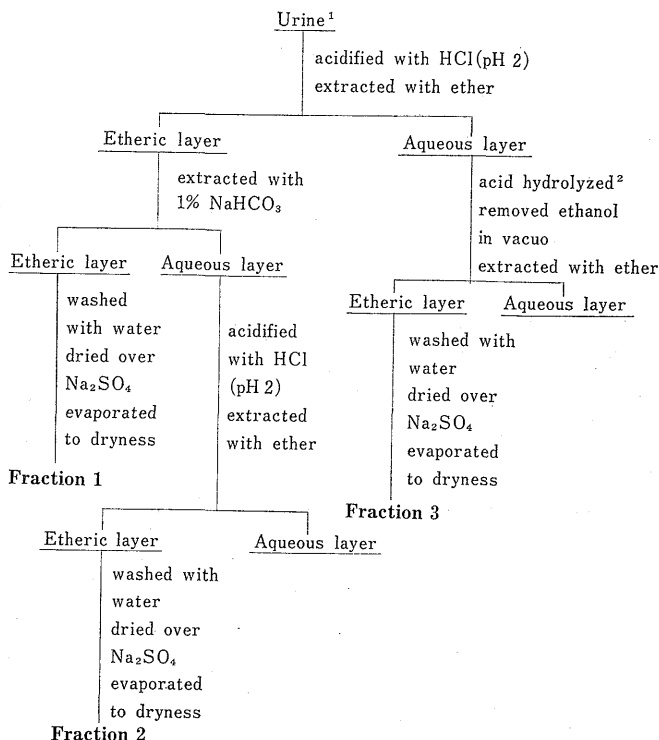 Urine¹
acidified with HCl (pH 2)
extracted with ether
Etheric layer
extracted with
1% NaHCO₃
Etheric layer
washed
with water
dried over
Na₂SO₄
evaporated
to dryness
Fraction 1
Aqueous layer
acidified
with HCl
(pH 2)
extracted
with ether
Etheric layer
washed with
water
dried over
Na₂SO₄
evaporated
to dryness
Fraction 2
Aqueous layer
Aqueous layer
acid hydrolyzed²
removed ethanol
in vacuo
extracted with ether
Etheric layer
washed with
water
dried over
Na₂SO₄
evaporated
to dryness
Fraction 3
Aqueous layer